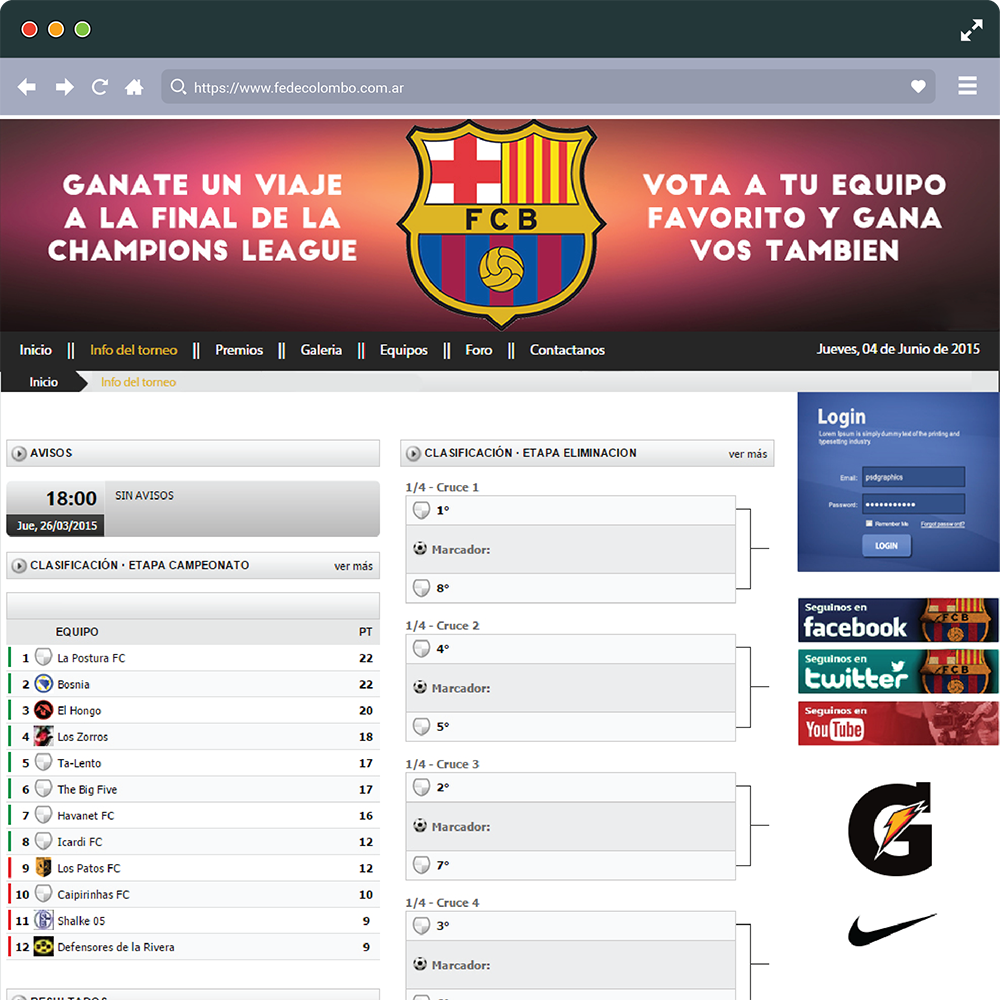 https://www.fedecolombo.com.ar
GANATE UN VIAJE
A LA FINAL DE LA
CHAMPIONS LEAGUE
FCB
VOTA A TU EQUIPO
FAVORITO Y GANA
VOS TAMBIEN
Inicio || Info del torneo || Premios || Galeria || Equipos || Foro || Contactanos
Jueves, 04 de Junio de 2015
Inicio Info del torneo
AVISOS
18:00 SIN AVISOS
Jue, 26/03/2015
CLASIFICACIÓN · ETAPA CAMPEONATO ver más
EQUIPO PT
1 La Postura FC 22
2 Bosnia 22
3 El Hongo 20
4 Los Zorros 18
5 Ta-Lento 17
6 The Big Five 17
7 Havanet FC 16
8 Icardi FC 12
9 Los Patos FC 12
10 Caipirinhas FC 10
11 Shalke 05 9
12 Defensores de la Rivera 9
RESULTADOS
CLASIFICACIÓN · ETAPA ELIMINACION ver más
1/4 - Cruce 1
1°
Marcador:
8°
1/4 - Cruce 2
4°
Marcador:
5°
1/4 - Cruce 3
2°
Marcador:
7°
1/4 - Cruce 4
3°
Marcador:
Login
Lorem Ipsum is simply dummy text of the printing and
typesetting industry.
Email: psdgraphics
Password:
Remember Me Forgot password?
LOGIN
Seguinos en
facebook
FCB
Seguinos en
twitter
FCB
Seguinos en
YouTube
G